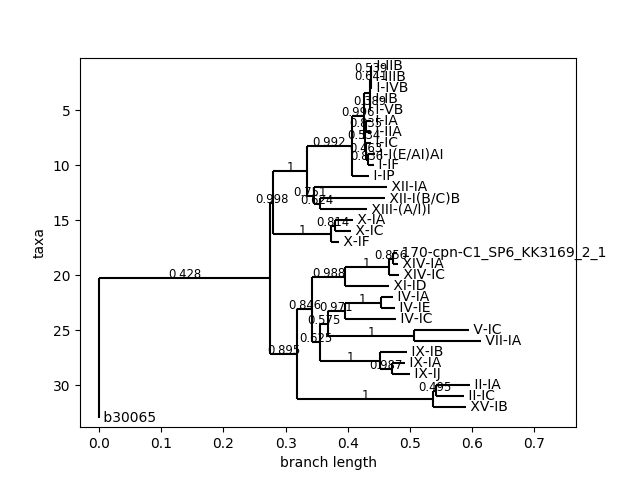 I-IIB
I-IIIB
I-IVB
I-IB
I-VB
0.996
I-IA
I-IIA
0.992
I-IC
I-I(E/AI)AI
I-IF
1
I-IP
XII-IA
0.751
XII-I(B/C)B
0.624
0.998
XIII-(A/I)I
X-IA
0.814
X-IC
1
X-IF
170-cpn-C1_SP6_KK3169_2_1
0.856
XIV-IA
1
XIV-IC
0.988
0.428
XI-ID
IV-IA
1
IV-IE
0.846
0.971
IV-IC
0.575
V-IC
1
VII-IA
0.625
IX-IB
0.895
1
IX-IA
0.987
IX-IJ
II-IA
0.495
II-IC
1
XV-IB
b30065
5
10
15
20
25
30
taxa
0.0 0.1 0.2 0.3 0.4 0.5 0.6 0.7
branch length